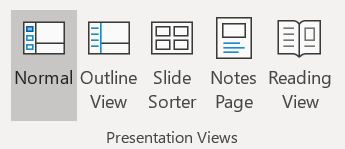 Normal Outline Slide Notes Reading
View Sorter Page View
Presentation Views